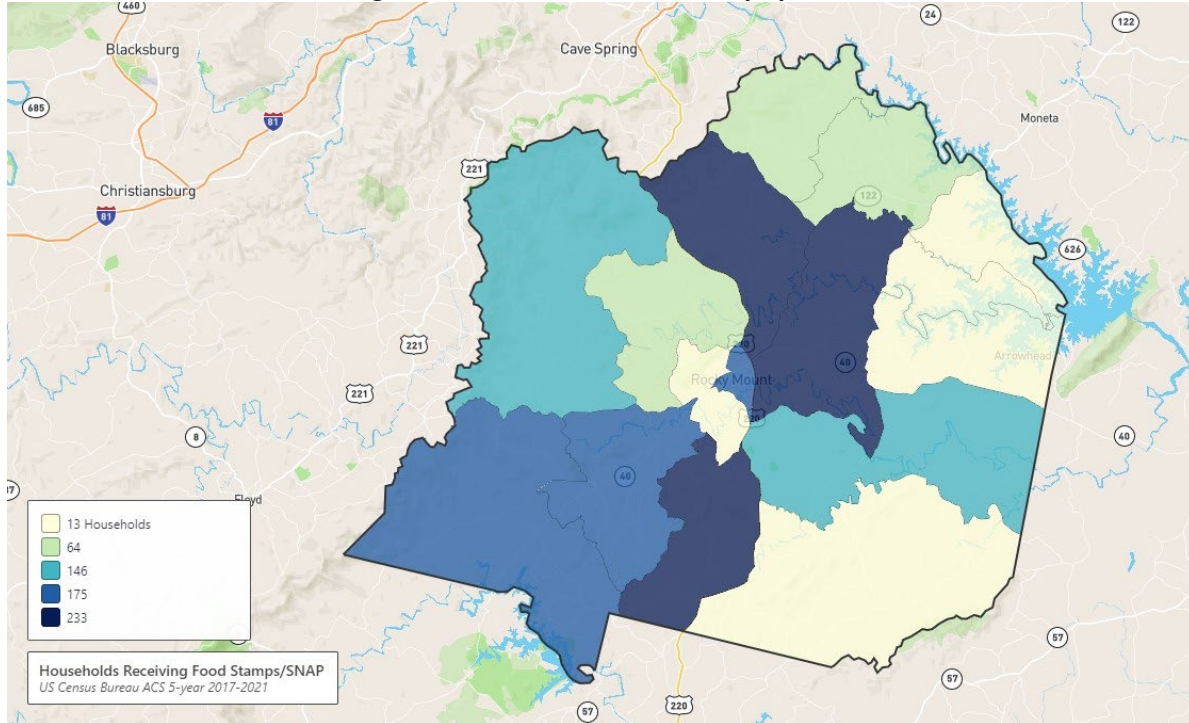 460
24
122
Blacksburg
Cave Spring
685
81
Moneta
221
Christiansburg
81
122
626
221
220
Arrowhead
40
Rocky Mount
221
220
8
40
Floyd
40
13 Households
64
146
175
233
57
Households Receiving Food Stamps/SNAP
US Census Bureau ACS 5-year 2017-2021
57
220
57